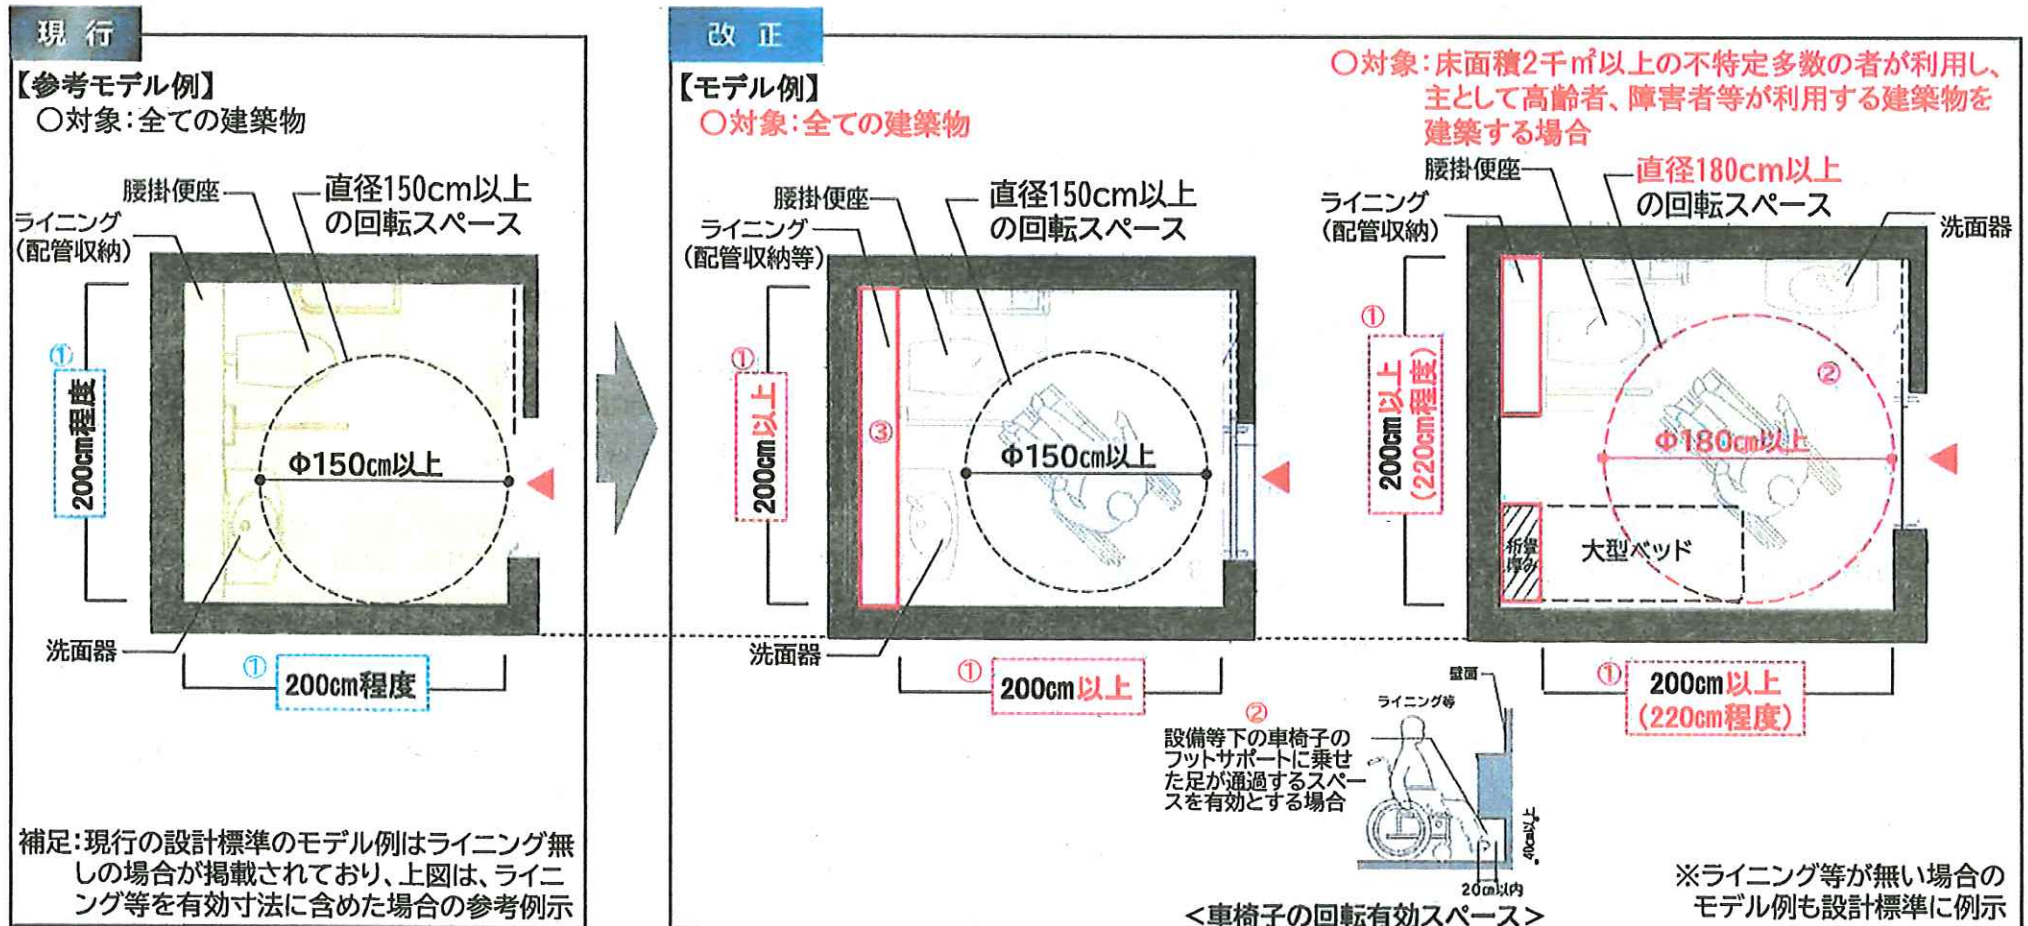 現行
【参考モデル例】
○対象：全ての建築物
腰掛便座
直径150cm以上
の回転スペース
ライニング
（配管収納）
①
200cm程度
Φ150cm以上
洗面器
①
200cm程度
補足：現行の設計標準のモデル例はライニング無
しの場合が掲載されており、上図は、ライニ
ング等を有効寸法に含めた場合の参考例示
改正
【モデル例】
○対象：全ての建築物
腰掛便座
直径150cm以上
の回転スペース
ライニング
（配管収納等）
①
200cm以上
③
Φ150cm以上
洗面器
①
200cm以上
○対象：床面積2千㎡以上の不特定多数の者が利用し、
主として高齢者、障害者等が利用する建築物を
建築する場合
腰掛便座
直径180cm以上
の回転スペース
ライニング
（配管収納）
洗面器
①
200cm以上
（220cm程度）
②
Φ180cm以上
折畳
厚み
大型ベッド
①
200cm以上
（220cm程度）
②
設備等下の車椅子の
フットサポートに乗せ
た足が通過するスペー
スを有効とする場合
壁面
ライニング等
40cm以上
20cm以内
＜車椅子の回転有効スペース＞
※ライニング等が無い場合の
モデル例も設計標準に例示